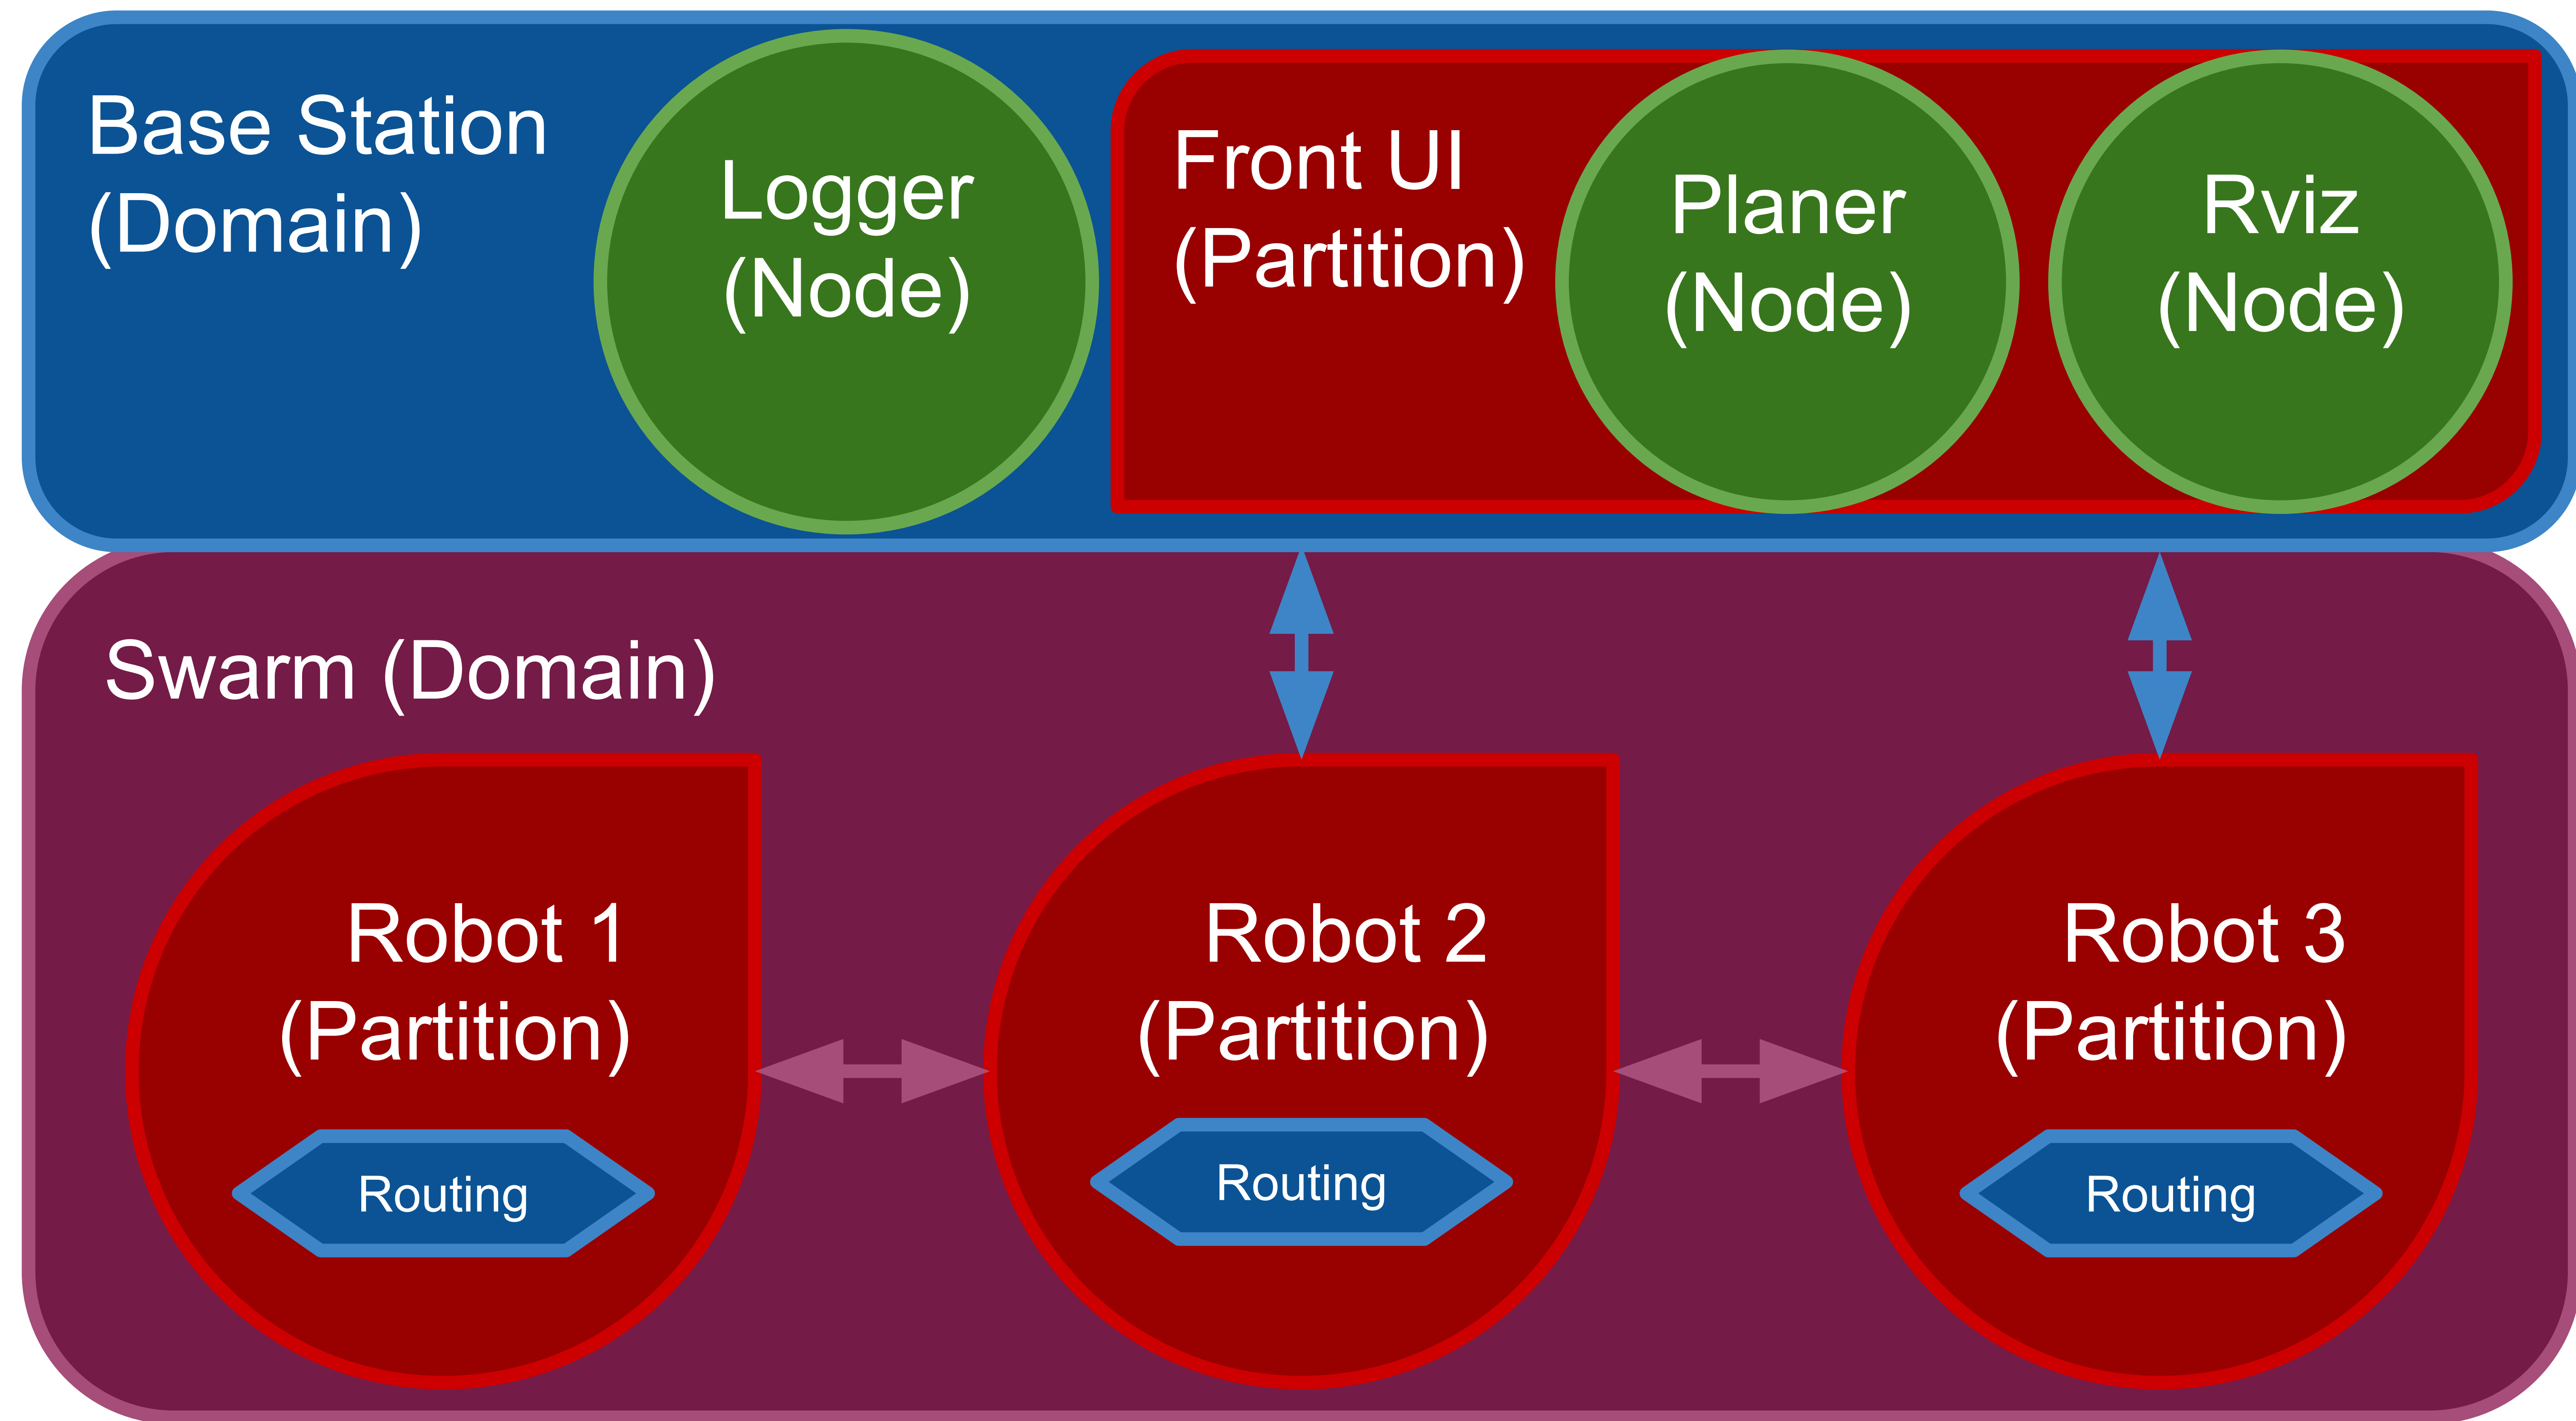 Base Station
(Domain)
Logger
(Node)
Front UI
(Partition)
Planer
(Node)
Rviz
(Node)
Swarm (Domain)
Robot 1
(Partition)
Routing
Robot 2
(Partition)
Routing
Robot 3
(Partition)
Routing